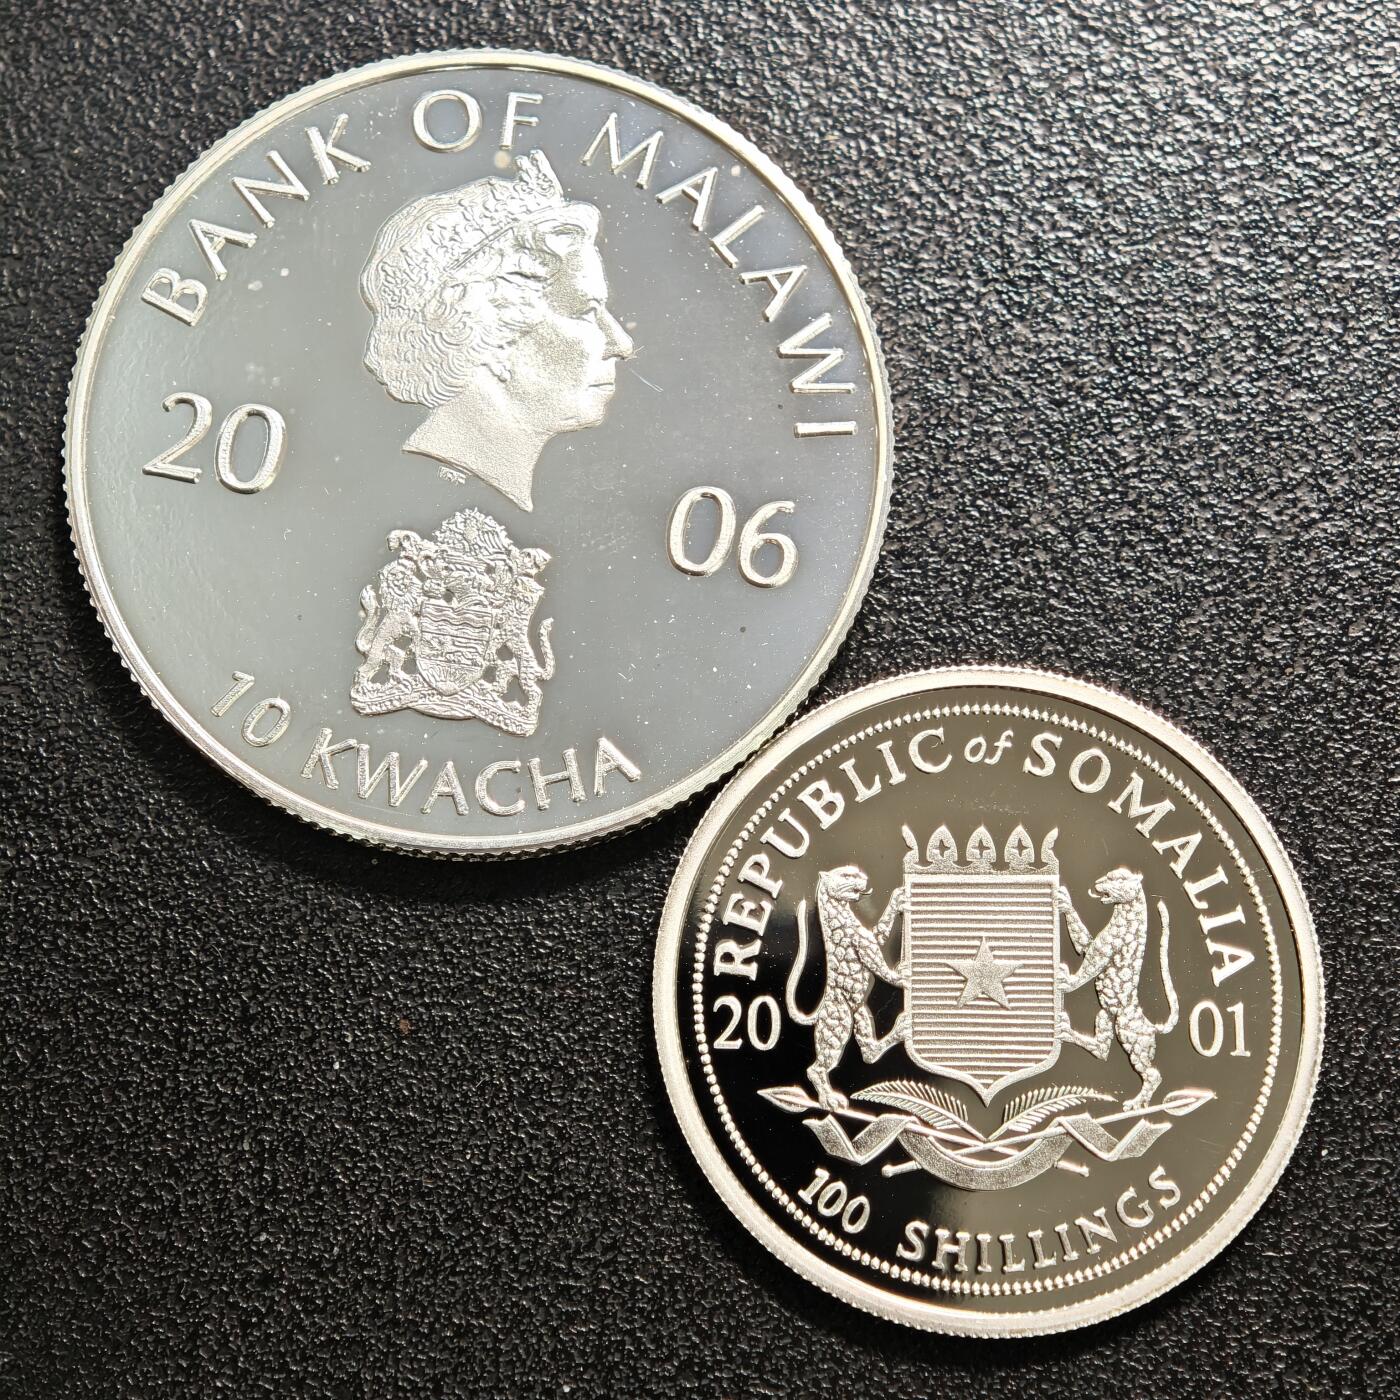 BANK OF MALAWI
20 06
10 KWACHA
REPUBLIC of SOMALIA
20 01
100 SHILLINGS